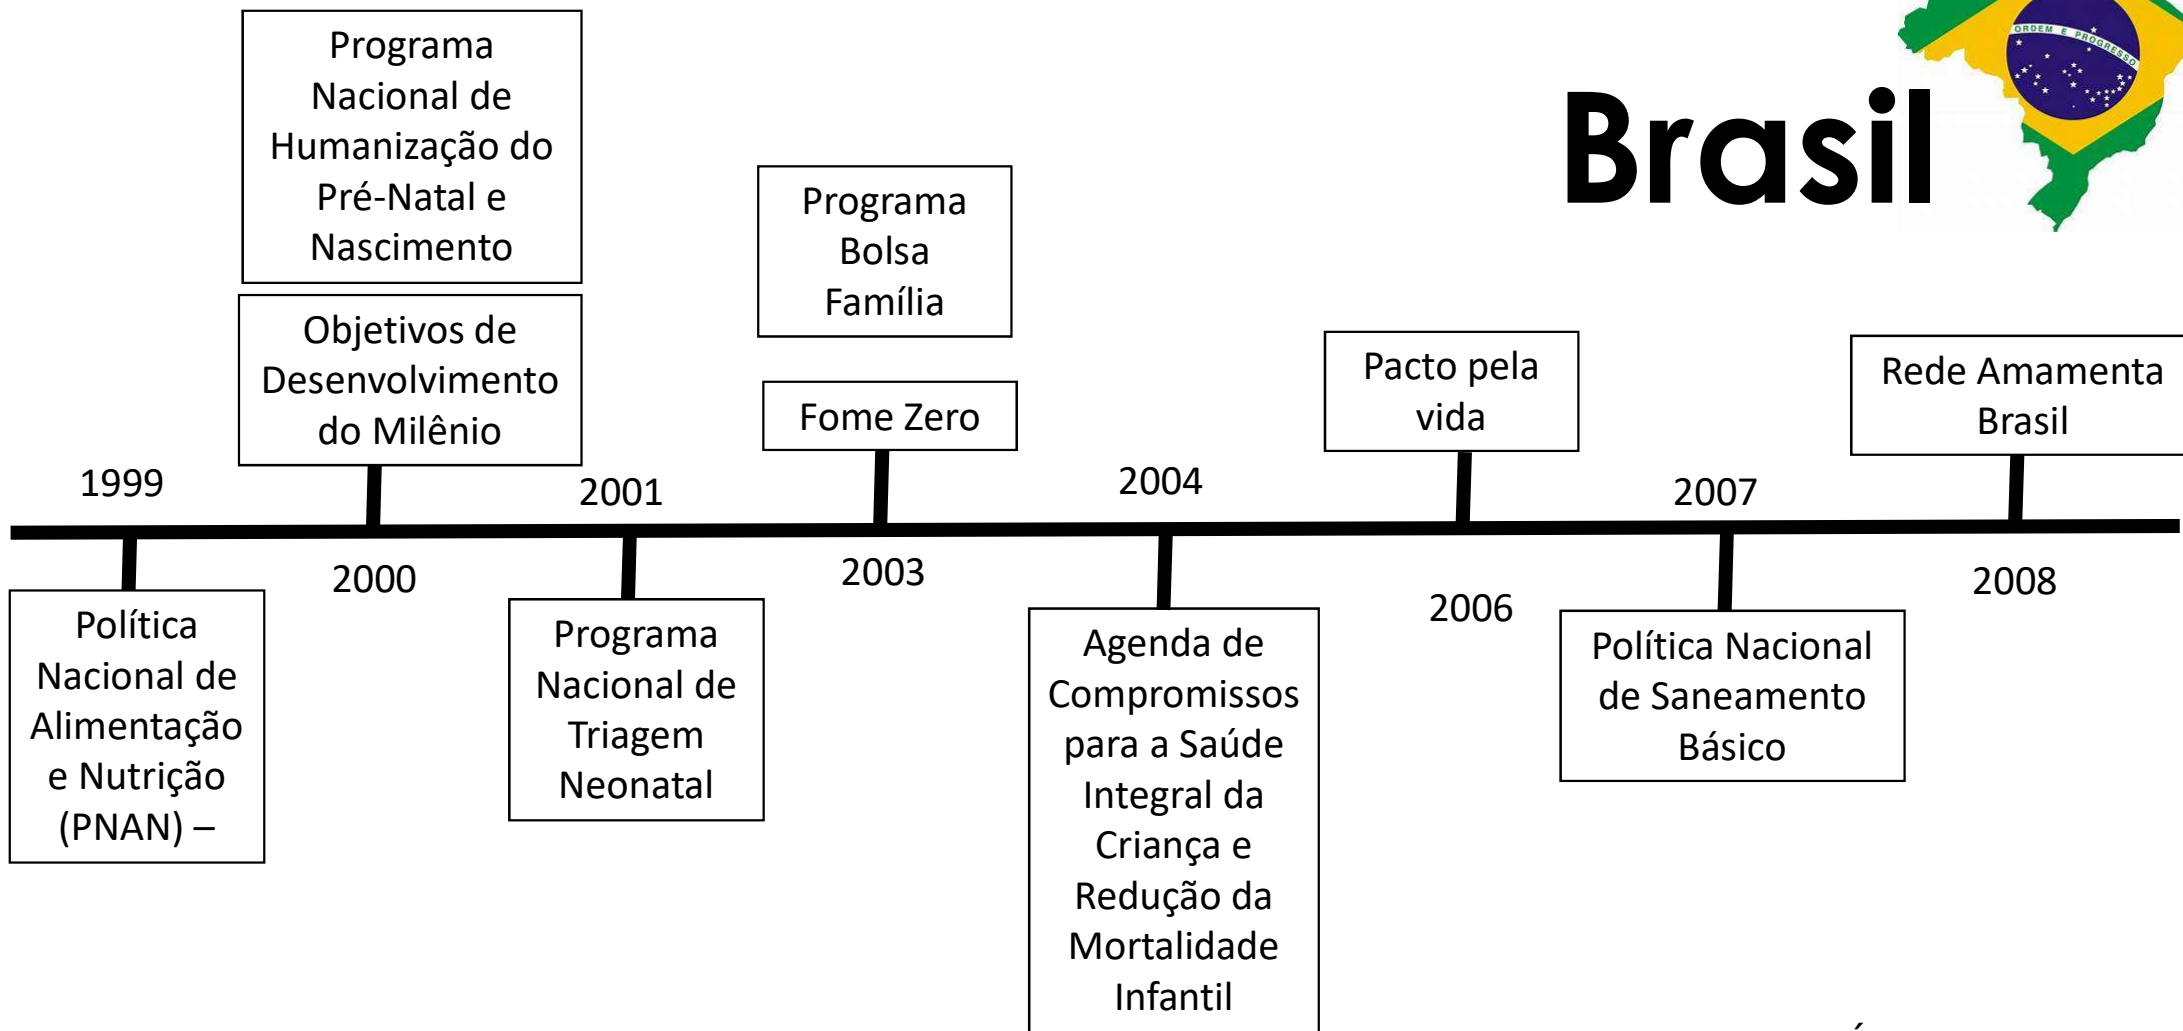 Brasil
ORDEM E PROGRESSO
Programa
Nacional de
Humanização do
Pré-Natal e
Nascimento
Objetivos de
Desenvolvimento
do Milênio
Programa
Bolsa
Família
Fome Zero
Pacto pela
vida
Rede Amamenta
Brasil
1999
2001
2004
2007
2000
2003
2006
2008
Política
Nacional de
Alimentação
e Nutrição
(PNAN) –
Programa
Nacional de
Triagem
Neonatal
Agenda de
Compromissos
para a Saúde
Integral da
Criança e
Redução da
Mortalidade
Infantil
Política Nacional
de Saneamento
Básico